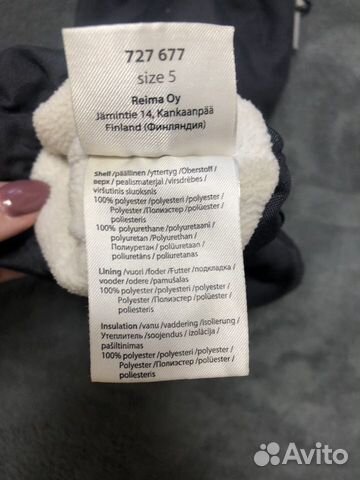 727 677
size 5
Reima Oy
Jämintie 14, Kankaanpää
Finland (Финляндия)
Shell /päällinen /yttertyg /Oberstoff /
верх / pealismaterjal / virsdrēbes /
viršutinis sluoksnis
100% polyester /polyesteri / polyester
/Polyester /Полиэстер /polüester /
poliesteris
100% polyurethane /polyuretaani /
polyuretan /Polyurethan /
Полиуретан / polüuretaan /
poliuretāns / poliuretanas
Lining /vuori /foder /Futter /подкладка /
vooder /odere /pamušalas
100% polyester /polyesteri /polyester
/Polyester /Полиэстер /polüester /
poliesteris
Insulation /vanu /vaddering /Isolierung /
Утеплитель /soojendus / izolācija /
pašiltinimas
100% polyester /polyesteri /polyester
/Polyester /Полиэстер /polüester /
poliesteris
Avito